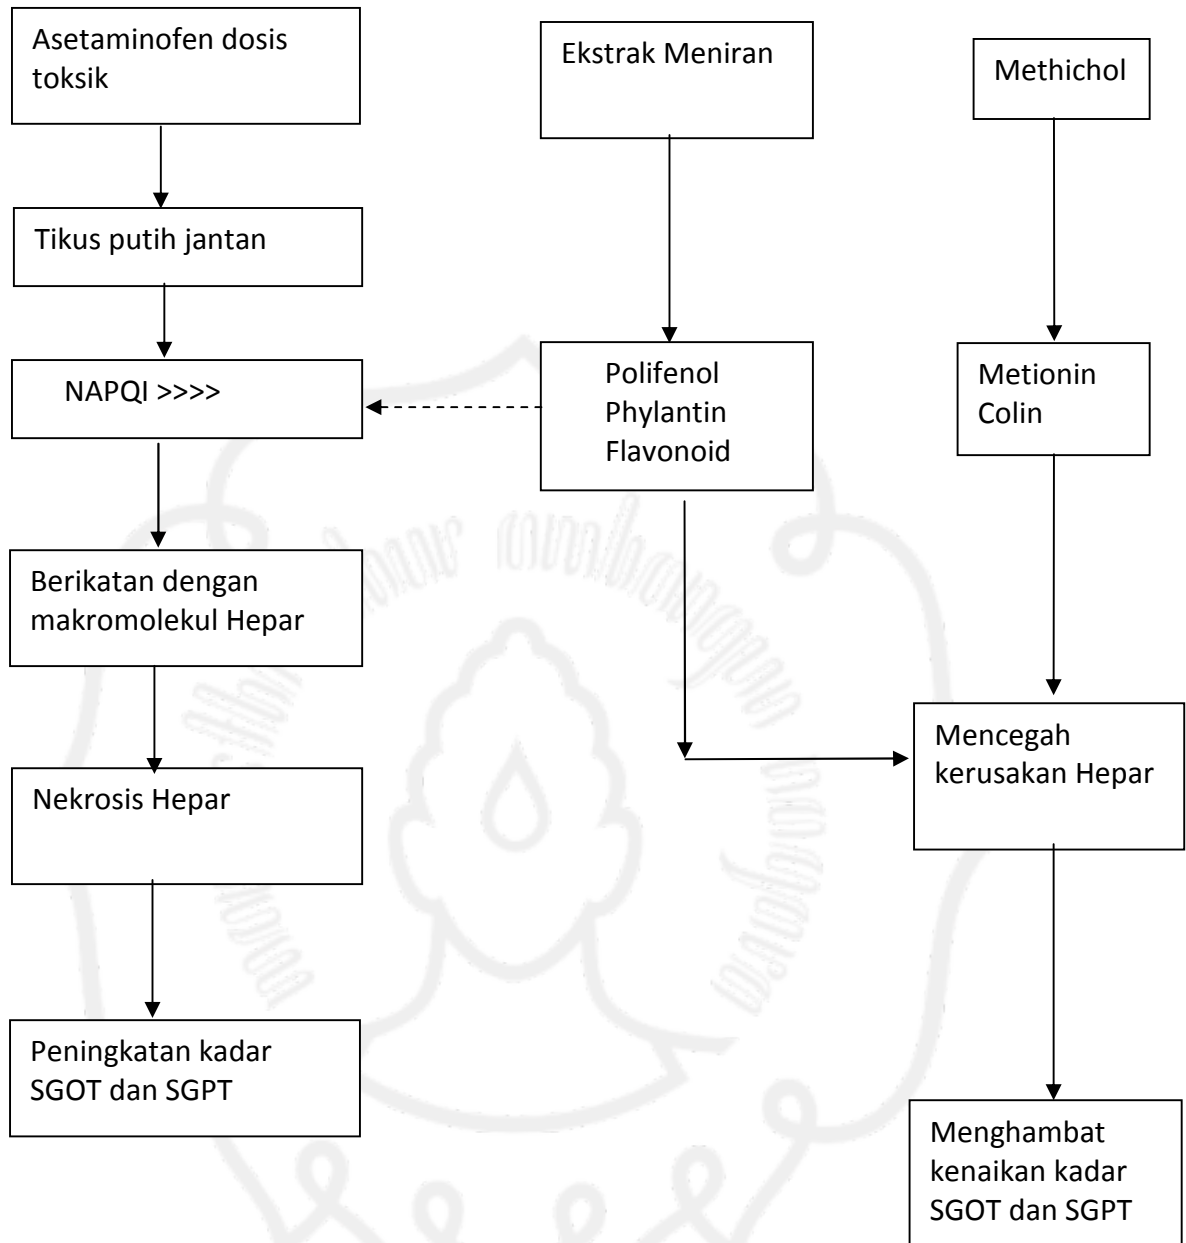 Asetaminofen dosis
toksik
Ekstrak Meniran
Methichol
Tikus putih jantan
NAPQI >>>>
Polifenol
Phylantin
Flavonoid
Metionin
Colin
Berikatan dengan
makromolekul Hepar
Mencegah
kerusakan Hepar
Nekrosis Hepar
Peningkatan kadar
SGOT dan SGPT
Menghambat
kenaikan kadar
SGOT dan SGPT